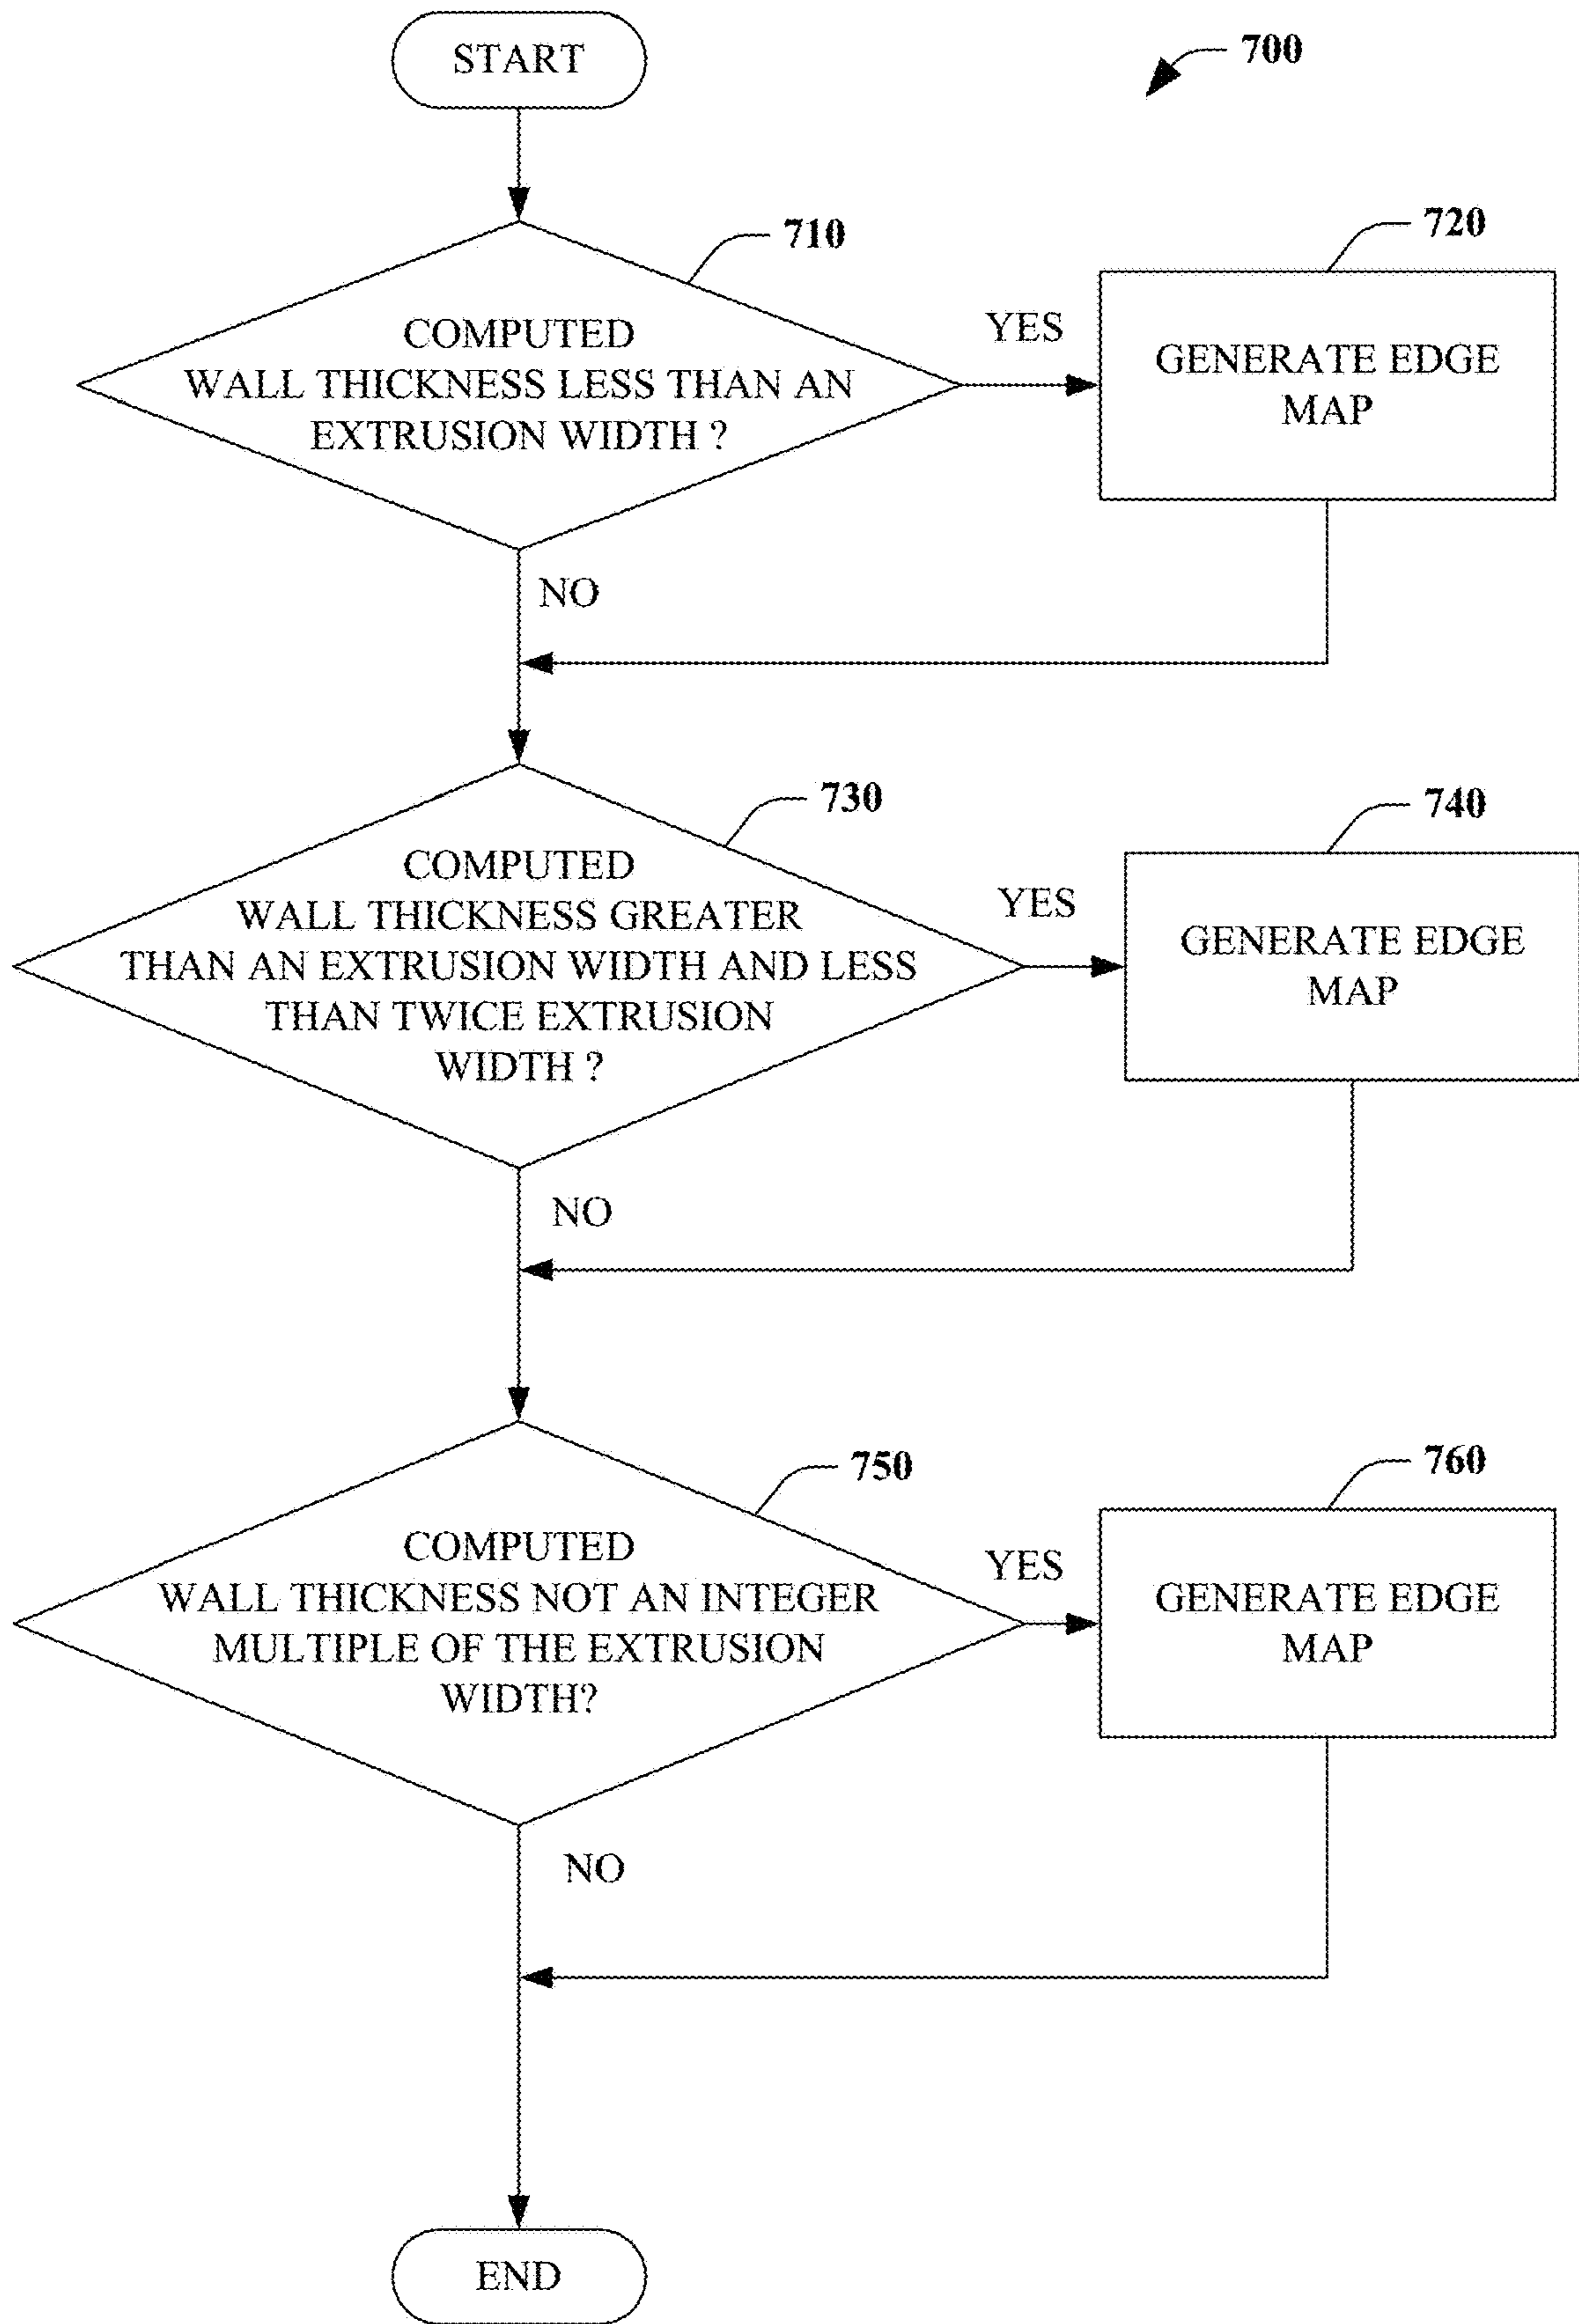 START
700
710
COMPUTED
WALL THICKNESS LESS THAN AN
EXTRUSION WIDTH ?
YES
720
GENERATE EDGE
MAP
NO
730
COMPUTED
WALL THICKNESS GREATER
THAN AN EXTRUSION WIDTH AND LESS
THAN TWICE EXTRUSION
WIDTH ?
YES
740
GENERATE EDGE
MAP
NO
750
COMPUTED
WALL THICKNESS NOT AN INTEGER
MULTIPLE OF THE EXTRUSION
WIDTH?
YES
760
GENERATE EDGE
MAP
NO
END